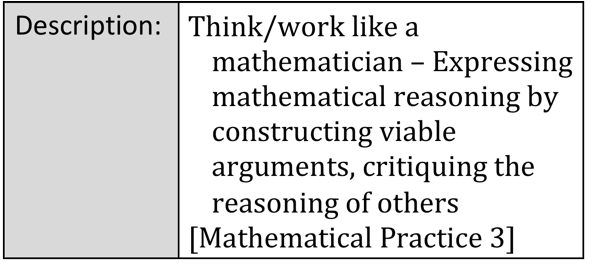 Description:
Think/work like a
mathematician – Expressing
mathematical reasoning by
constructing viable
arguments, critiquing the
reasoning of others
[Mathematical Practice 3]